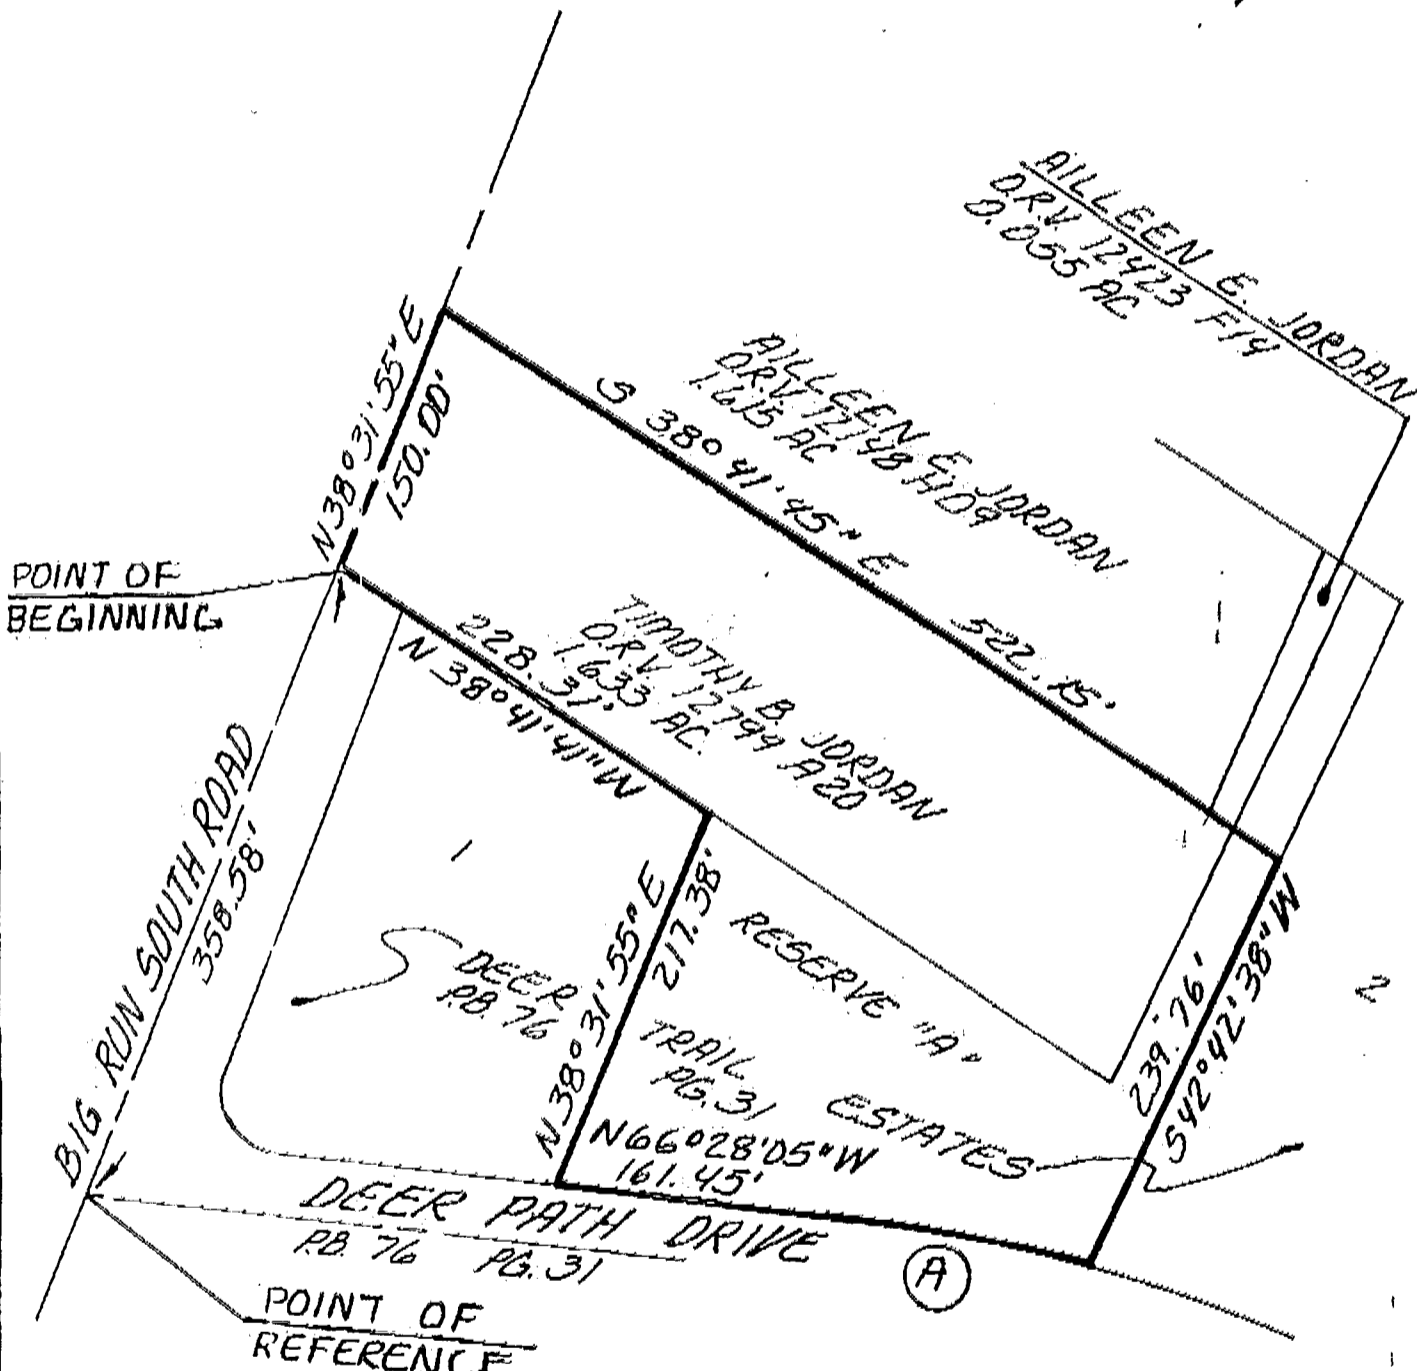 AILLEEN E. JORDAN
O.R.V. 12423 F14
0.055 AC
N38°31'55"E
150.00'
AILLEEN E. JORDAN
O.R.V. 12148 H09
1.615 AC
S 38°41'45" E
522.15'
POINT OF
BEGINNING
TIMOTHY B. JORDAN
O.R.V. 12799 A20
1.633 AC.
228.37'
N 38°41'41"W
BIG RUN SOUTH ROAD
358.58'
1
DEER TRAIL ESTATES
P.B. 76 PG. 31
N38°31'55"E
217.38'
RESERVE "A"
239.76'
S42°42'38"W
2
N66°28'05"W
161.45'
DEER PATH DRIVE
P.B. 76 PG. 31
A
POINT OF
REFERENCE